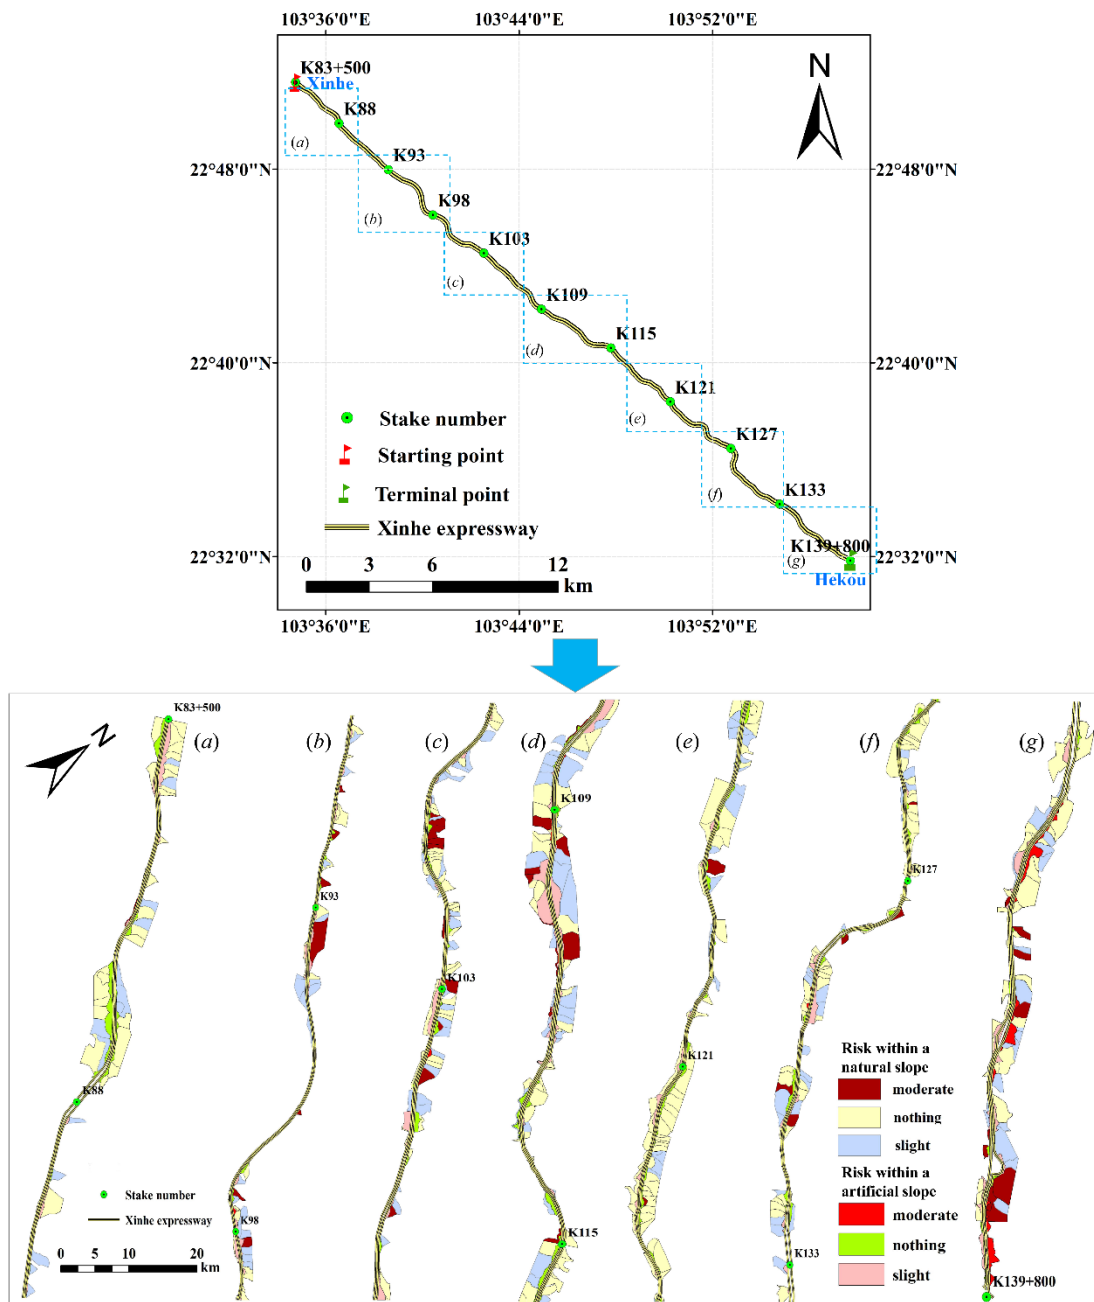 103°36'0"E 103°44'0"E 103°52'0"E
K83+500
Xinhe
N
K88
(a)
22°48'0"N K93 22°48'0"N
K98
(b)
K103
(c)
K109
K115
(d)
22°40'0"N 22°40'0"N
K121
Stake number
(e)
K127
Starting point
Terminal point
(f)
K133
Xinhe expressway
K139+800
22°32'0"N 22°32'0"N
(g)
0 3 6 12
km
Hekou
103°36'0"E 103°44'0"E 103°52'0"E
K83+500
N
(a) (b) (c) (d) (e) (f) (g)
K109
K127
K93
K103
K121
K88
Risk within a
natural slope
moderate
nothing
slight
Risk within a
artificial slope
moderate
nothing
slight
Stake number
Xinhe expressway
K98
K115
K133
0 5 10 20
km
K139+800